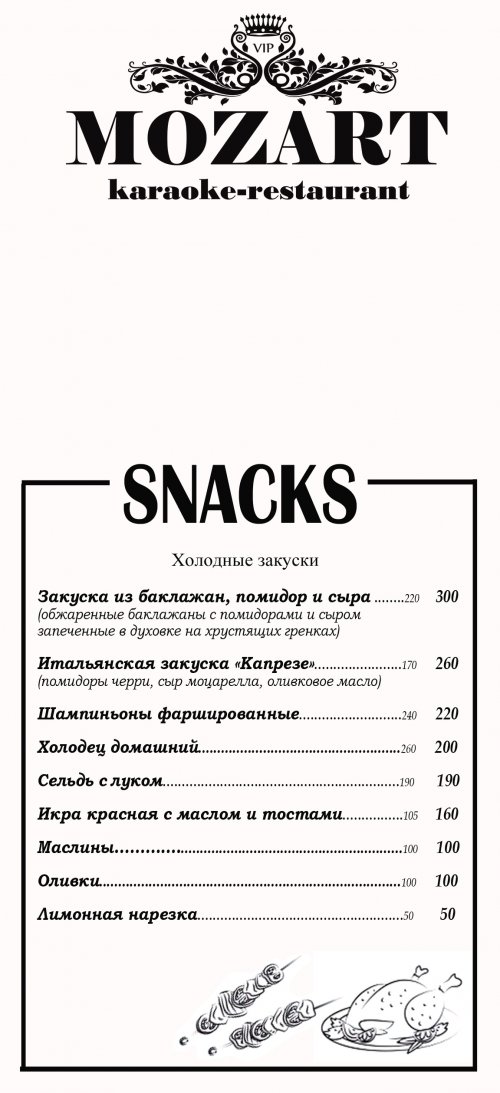 VIP
MOZART
karaoke-restaurant
SNACKS
Холодные закуски
Закуска из баклажан, помидор и сыра ........220 300
(обжаренные баклажаны с помидорами и сыром
запеченные в духовке на хрустящих гренках)
Итальянская закуска «Капрезе».......................170 260
(помидоры черри, сыр моцарелла, оливковое масло)
Шампиньоны фаршированные...........................240 220
Холодец домашний.....................................................260 200
Сельдь с луком..............................................................190 190
Икра красная с маслом и тостами................105 160
Маслины..........................................................................100 100
Оливки..............................................................................100 100
Лимонная нарезка.......................................................50 50